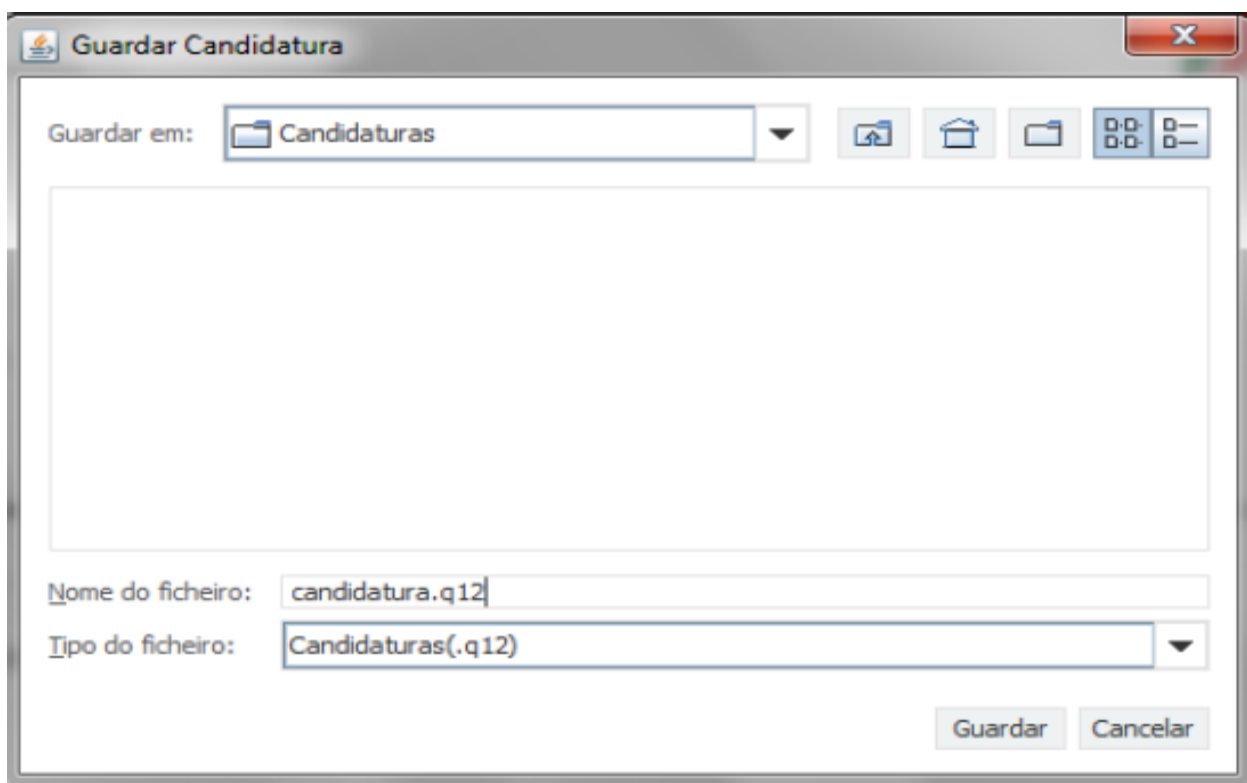 Guardar Candidatura
Guardar em: Candidaturas
Nome do ficheiro: candidatura.q12
Tipo do ficheiro: Candidaturas(.q12)
Guardar Cancelar